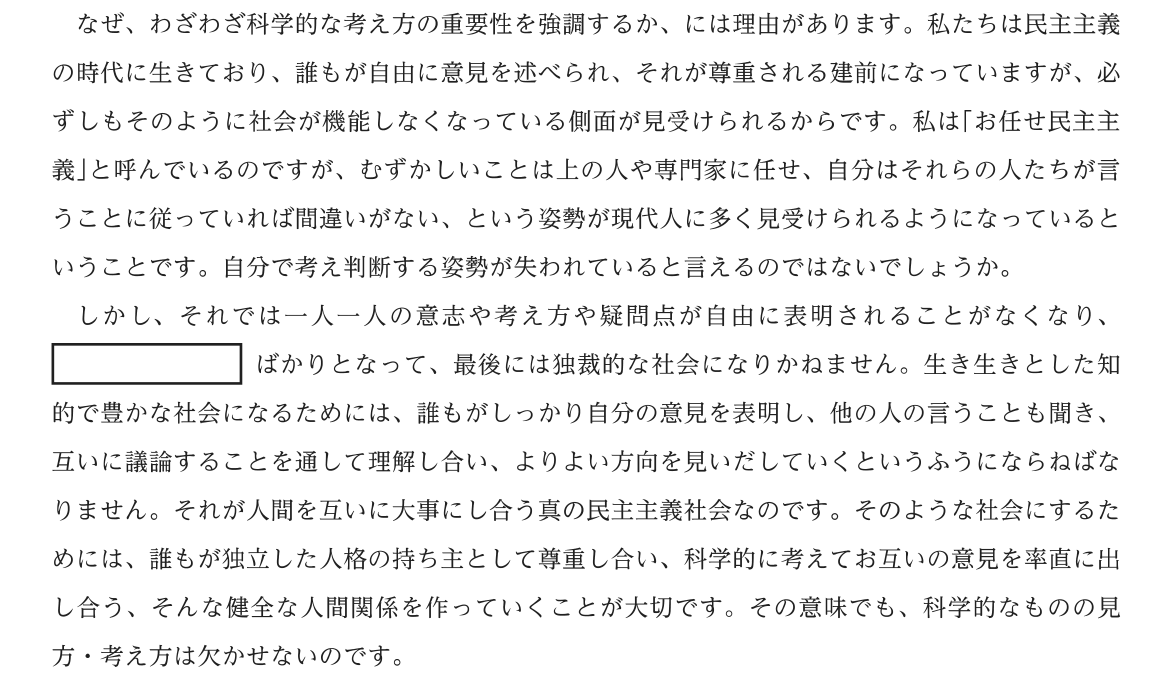 なぜ、わざわざ科学的な考え方の重要性を強調するか、には理由があります。私たちは民主主義
の時代に生きており、誰もが自由に意見を述べられ、それが尊重される建前になっていますが、必
ずしもそのように社会が機能しなくなっている側面が見受けられるからです。私は「お任せ民主主
義」と呼んでいるのですが、むずかしいことは上の人や専門家に任せ、自分はそれらの人たちが言
うことに従っていれば間違いがない、という姿勢が現代人に多く見受けられるようになっていると
いうことです。自分で考え判断する姿勢が失われていると言えるのではないでしょうか。
しかし、それでは一人一人の意志や考え方や疑問点が自由に表明されることがなくなり、
ばかりとなって、最後には独裁的な社会になりかねません。生き生きとした知
的で豊かな社会になるためには、誰もがしっかり自分の意見を表明し、他の人の言うことも聞き、
互いに議論することを通して理解し合い、よりよい方向を見いだしていくというふうにならねばな
りません。それが人間を互いに大事にし合う真の民主主義社会なのです。そのような社会にするた
めには、誰もが独立した人格の持ち主として尊重し合い、科学的に考えてお互いの意見を率直に出
し合う、そんな健全な人間関係を作っていくことが大切です。その意味でも、科学的なものの見
方・考え方は欠かせないのです。